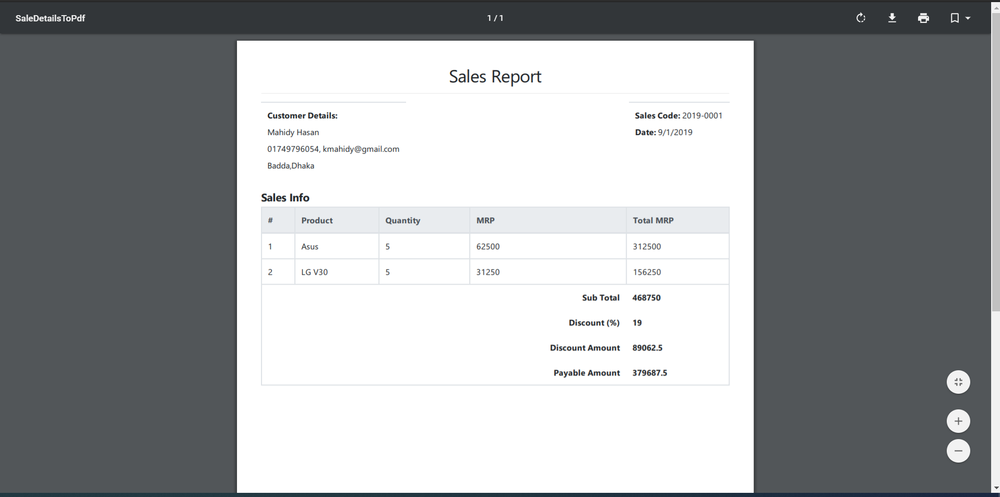 SaleDetailsToPdf
1 / 1
Sales Report
Customer Details:
Mahidy Hasan
01749796054, kmahidy@gmail.com
Badda,Dhaka
Sales Code: 2019-0001
Date: 9/1/2019
Sales Info
# Product Quantity MRP Total MRP
1 Asus 5 62500 312500
2 LG V30 5 31250 156250
Sub Total 468750
Discount (%) 19
Discount Amount 89062.5
Payable Amount 379687.5